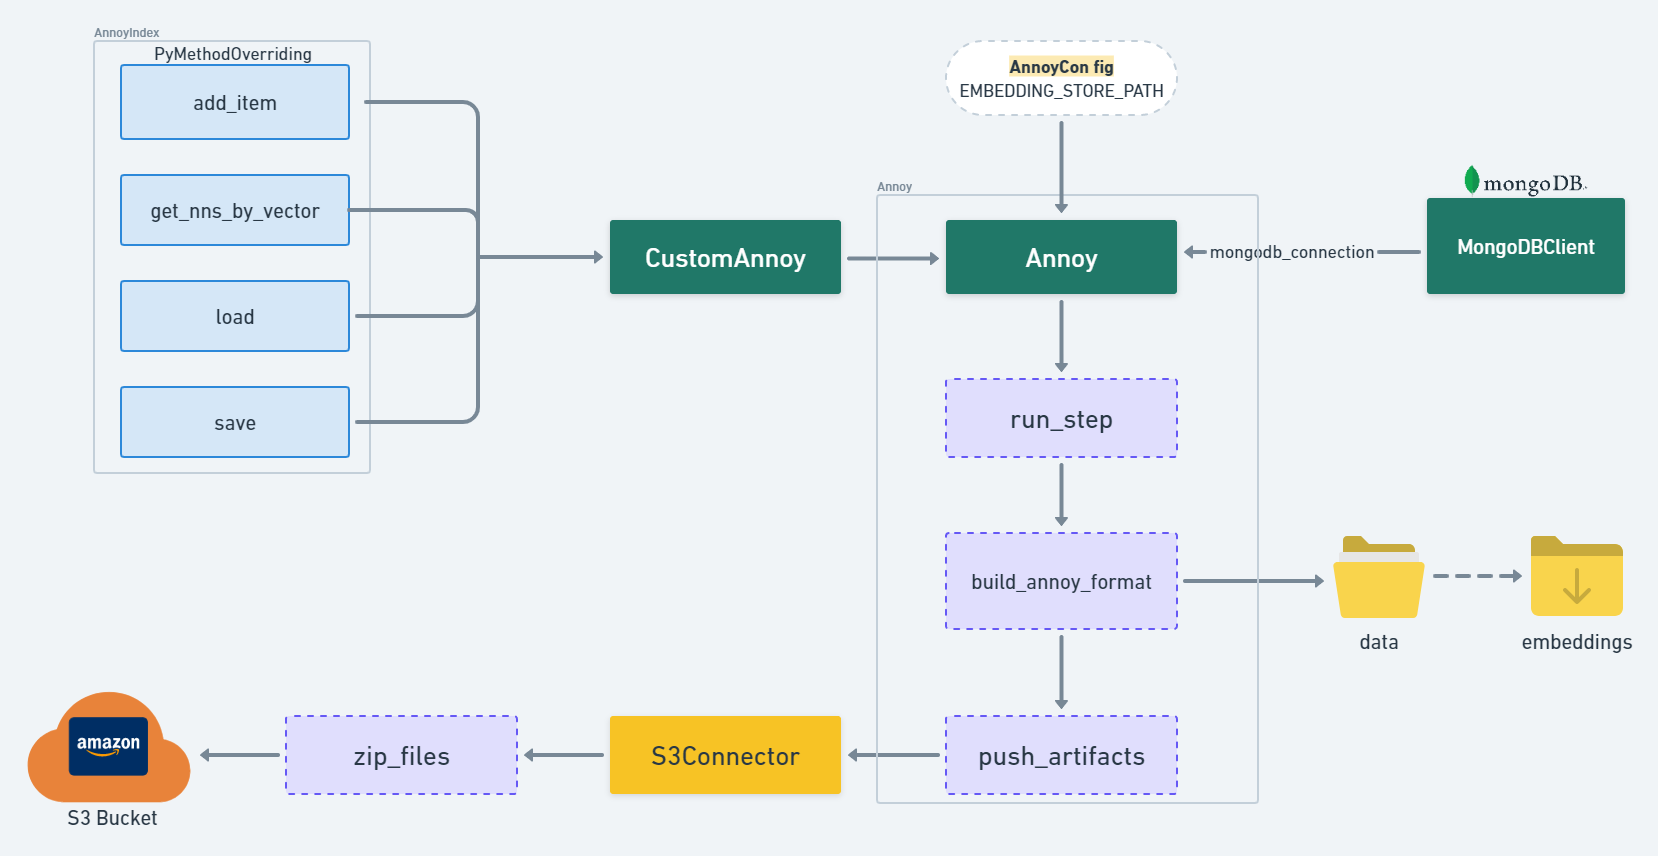 AnnoyIndex
PyMethodOverriding
add_item
get_nns_by_vector
load
save
CustomAnnoy
AnnoyCon fig
EMBEDDING_STORE_PATH
Annoy
Annoy
mongodb_connection
mongoDB.
MongoDBClient
run_step
build_annoy_format
data
embeddings
push_artifacts
S3Connector
zip_files
amazon
S3 Bucket